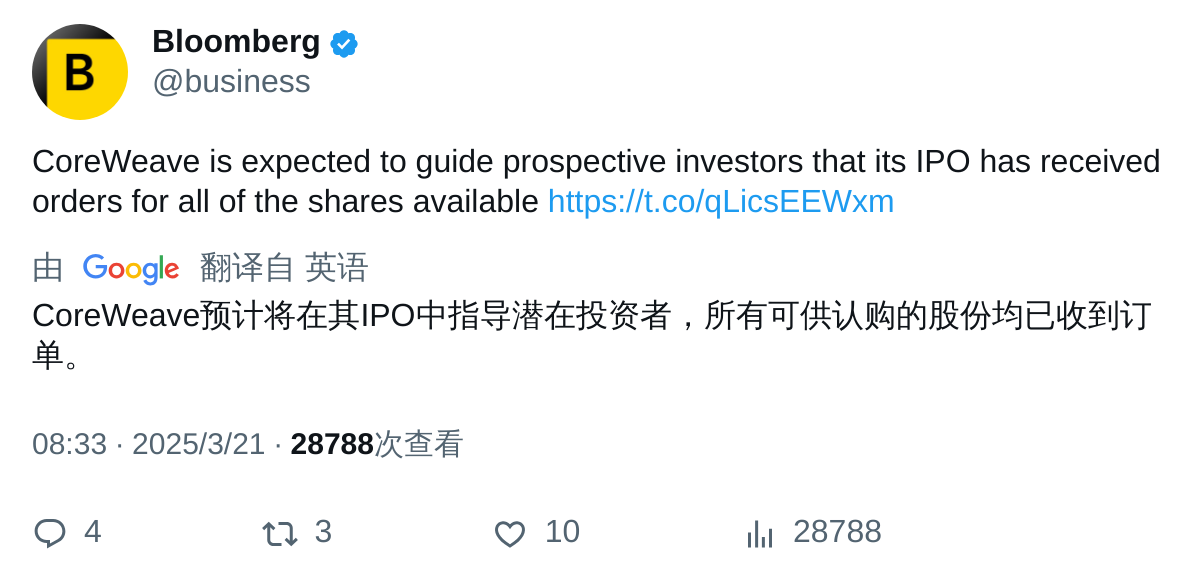 B
Bloomberg
@business
CoreWeave is expected to guide prospective investors that its IPO has received
orders for all of the shares available https://t.co/qLicsEEWxm
由 Google 翻译自 英语
CoreWeave预计将在其IPO中指导潜在投资者，所有可供认购的股份均已收到订
单。
08:33 · 2025/3/21 · 28788次查看
4 3 10 28788